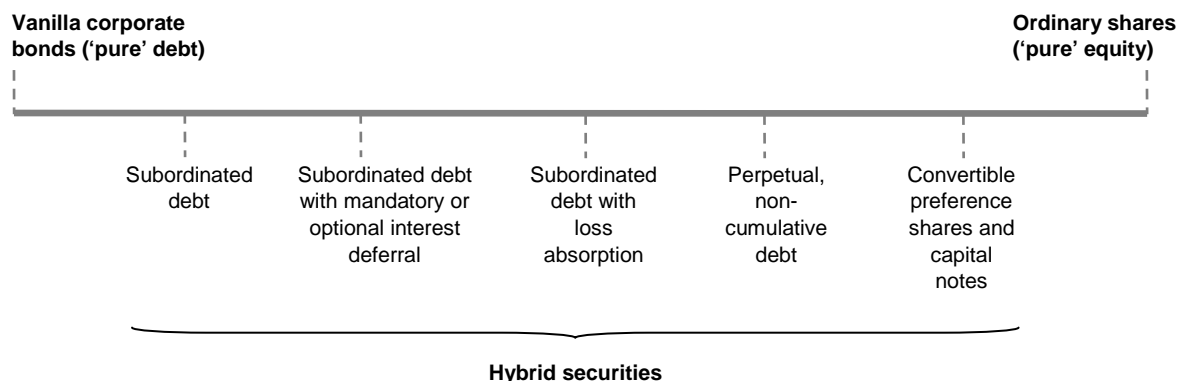 Vanilla corporate
bonds (‘pure’ debt)
Ordinary shares
(‘pure’ equity)
Subordinated
debt
Subordinated debt
with mandatory or
optional interest
deferral
Subordinated
debt with
loss
absorption
Perpetual,
non-
cumulative
debt
Convertible
preference
shares and
capital
notes
Hybrid securities